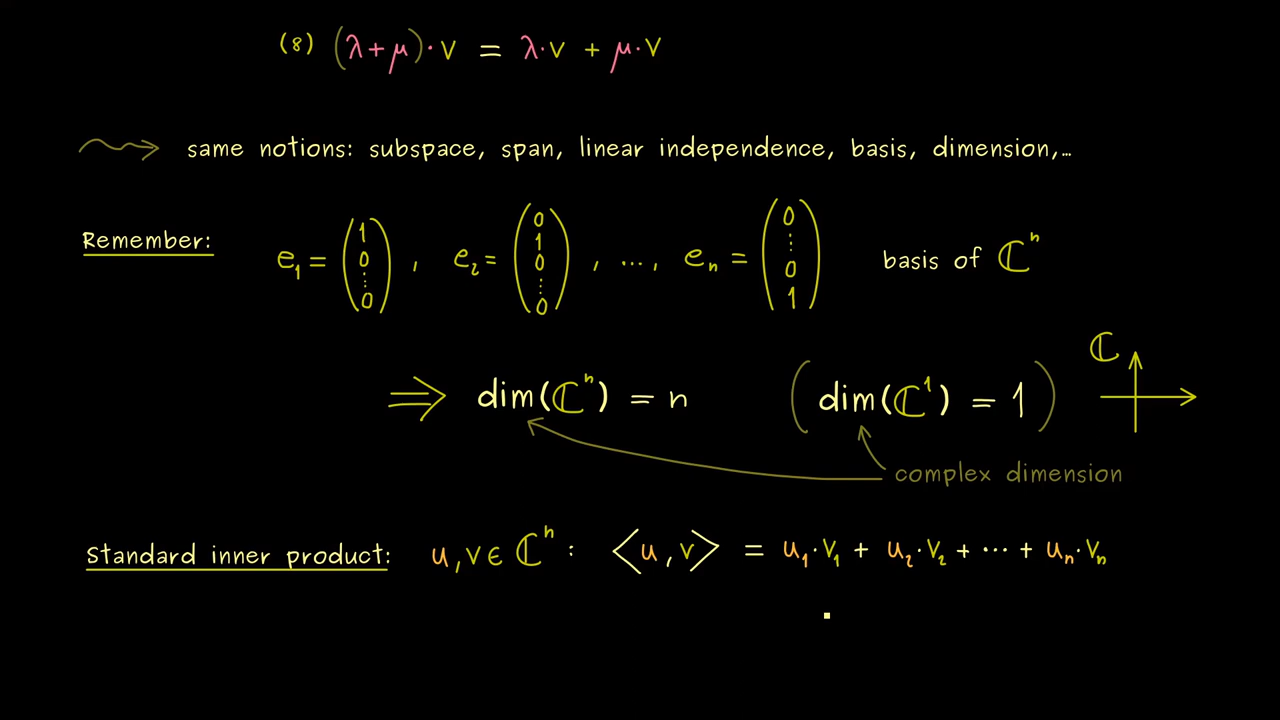 (8) (λ+μ)·v = λ·v + μ·v
same notions: subspace, span, linear independence, basis, dimension,…
Remember: e₁ = (1 0 ⋮ 0), e₂ = (0 1 0 ⋮ 0), …, eₙ = (0 ⋮ 0 1) basis of ℂⁿ
ℂ
⟹ dim(ℂⁿ) = n (dim(ℂ¹) = 1)
complex dimension
Standard inner product: u,v∈ ℂⁿ: ⟨u,v⟩ = u₁·v₁ + u₂·v₂ + ⋯ + uₙ·vₙ